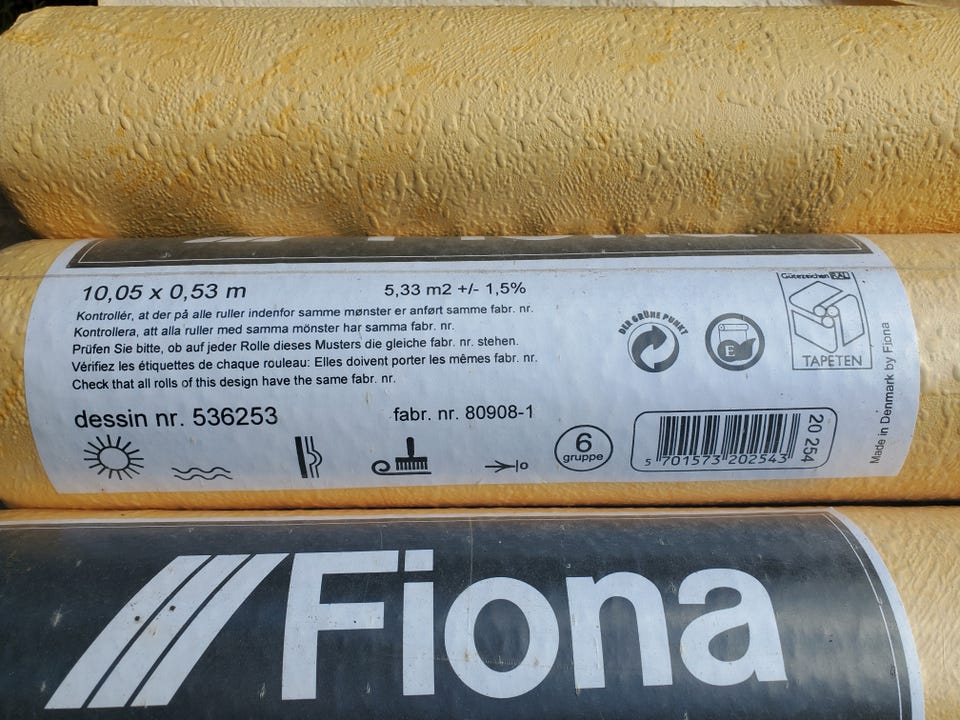 10,05 x 0,53 m
5,33 m2 +/- 1,5%
Kontrollér, at der på alle ruller indenfor samme mønster er anført samme fabr. nr.
Kontrollera, att alla ruller med samma mönster har samma fabr. nr.
Prüfen Sie bitte, ob auf jeder Rolle dieses Musters die gleiche fabr. nr. stehen.
Vérifiez les étiquettes de chaque rouleau: Elles doivent porter les mêmes fabr. nr.
Check that all rolls of this design have the same fabr. nr.
dessin nr. 536253
fabr. nr. 80908-1
DER GRÜNE PUNKT
E
Gütezeichen RAL
TAPETEN
6
gruppe
5 701573 202543
20 254
Made in Denmark by Fiona
Fiona